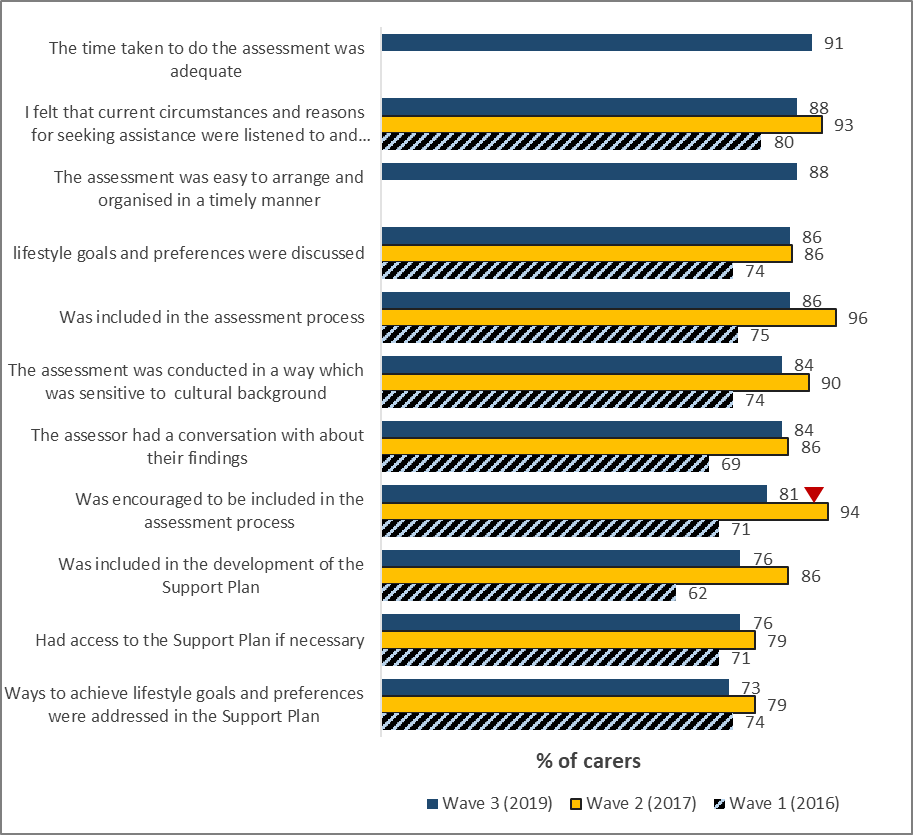 The time taken to do the assessment was
adequate
91
I felt that current circumstances and reasons
for seeking assistance were listened to and…
88
93
80
The assessment was easy to arrange and
organised in a timely manner
88
lifestyle goals and preferences were discussed
86
86
74
Was included in the assessment process
86
96
75
The assessment was conducted in a way which
was sensitive to  cultural background
84
90
74
The assessor had a conversation with about
their findings
84
86
69
Was encouraged to be included in the
assessment process
81
94
71
Was included in the development of the
Support Plan
76
86
62
Had access to the Support Plan if necessary
76
79
71
Ways to achieve lifestyle goals and preferences
were addressed in the Support Plan
73
79
74
% of carers
Wave 3 (2019) Wave 2 (2017) Wave 1 (2016)